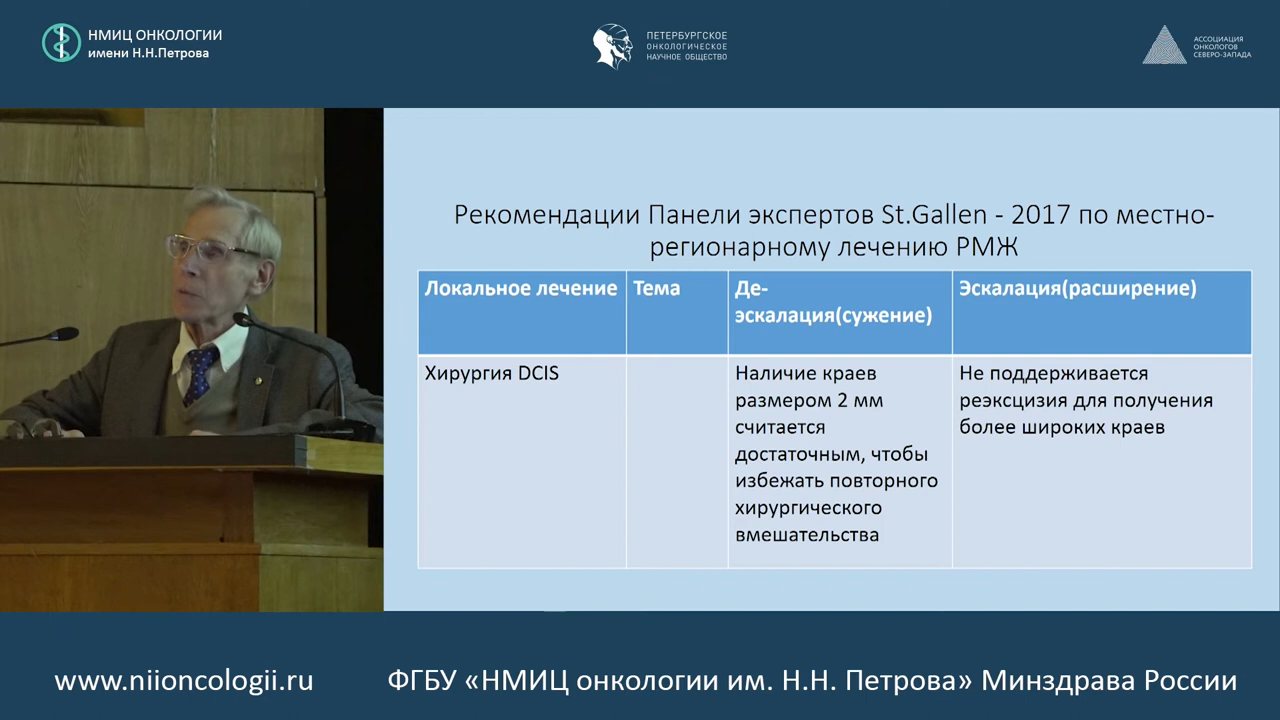 НМИЦ ОНКОЛОГИИ
имени Н.Н.Петрова
ПЕТЕРБУРГСКОЕ
ОНКОЛОГИЧЕСКОЕ
НАУЧНОЕ ОБЩЕСТВО
АССОЦИАЦИЯ
ОНКОЛОГОВ
СЕВЕРО-ЗАПАДА
Рекомендации Панели экспертов St.Gallen - 2017 по местно-
регионарному лечению РМЖ
Локальное лечение
Тема
Де-
эскалация(сужение)
Эскалация(расширение)
Хирургия DCIS
Наличие краев
размером 2 мм
считается
достаточным, чтобы
избежать повторного
хирургического
вмешательства
Не поддерживается
реэксцизия для получения
более широких краев
www.niioncologii.ru
ФГБУ «НМИЦ онкологии им. Н.Н. Петрова» Минздрава России